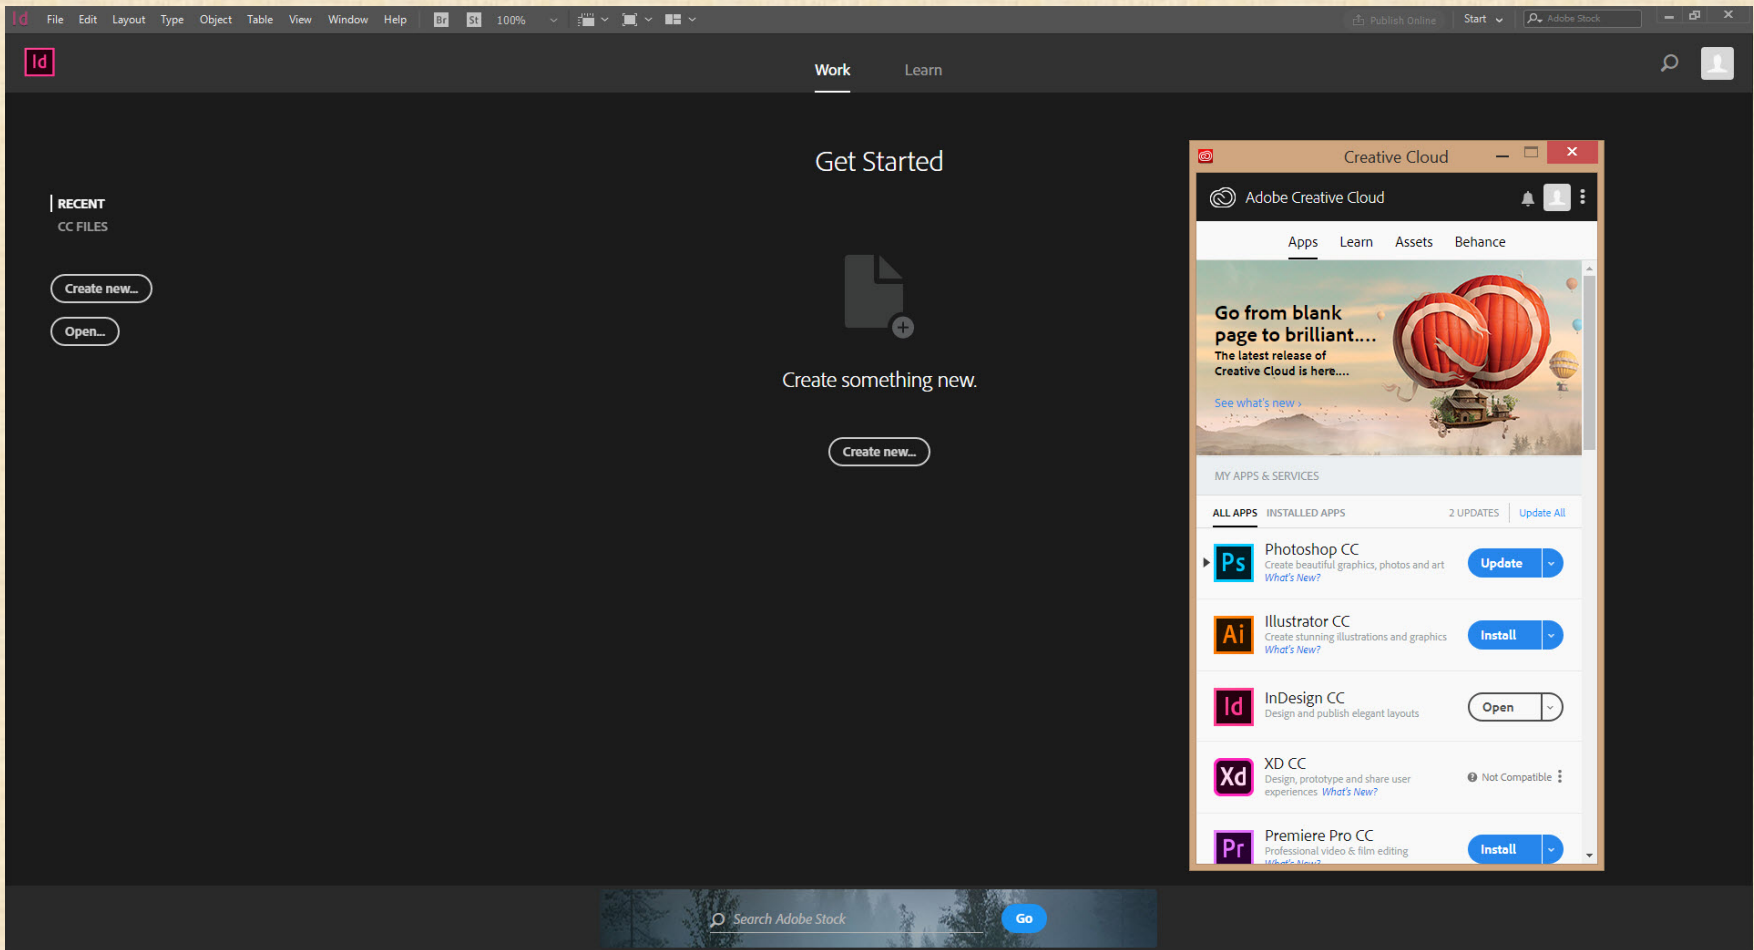 Id File Edit Layout Type Object Table View Window Help Br St 100% Publish Online Start Adobe Stock
Id
Work Learn
Get Started
RECENT
CC FILES
Create new...
Open...
Create something new.
Create new...
Creative Cloud
Adobe Creative Cloud
Apps Learn Assets Behance
Go from blank
page to brilliant....
The latest release of
Creative Cloud is here....
See what's new ›
MY APPS & SERVICES
ALL APPS INSTALLED APPS 2 UPDATES Update All
Ps
Photoshop CC
Create beautiful graphics, photos and art
What's New?
Update
Ai
Illustrator CC
Create stunning illustrations and graphics
What's New?
Install
Id
InDesign CC
Design and publish elegant layouts
Open
Xd
XD CC
Design, prototype and share user
experiences What's New?
Not Compatible
Pr
Premiere Pro CC
Professional video & film editing
What's New?
Install
Search Adobe Stock
Go